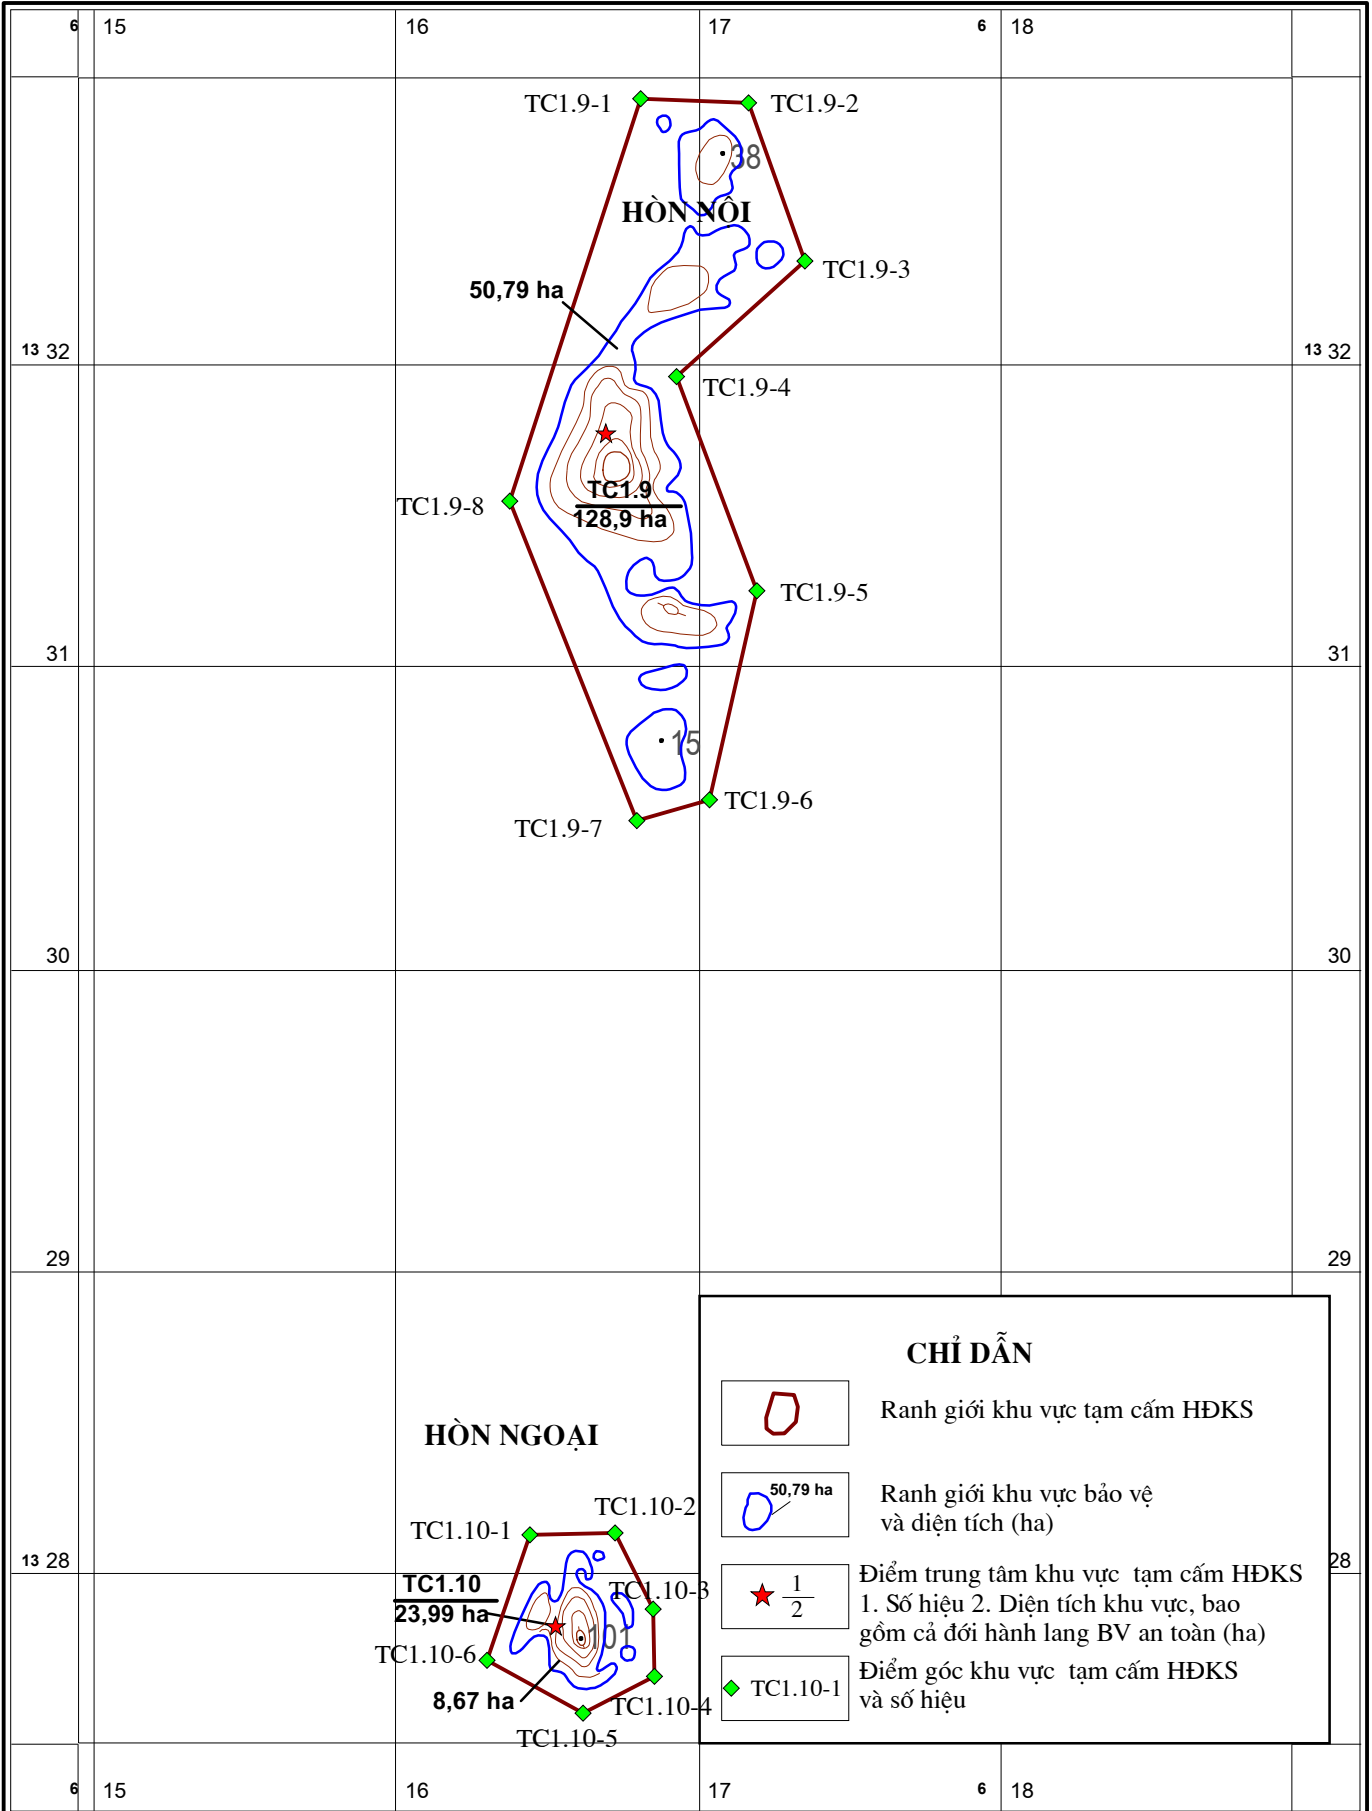 6 15 16 17 6 18
TC1.9-1
TC1.9-2
38
HÒN NỒI
TC1.9-3
50,79 ha
13 32
13 32
TC1.9-4
TC1.9-8
TC1.9
128,9 ha
TC1.9-5
31
31
15
TC1.9-6
TC1.9-7
30
30
29
29
HÒN NGOẠI
TC1.10-2
TC1.10-1
13 28
28
TC1.10
TC1.10-3
23,99 ha
101
TC1.10-6
8,67 ha
TC1.10-4
TC1.10-5
CHỈ DẪN
Ranh giới khu vực tạm cấm HĐKS
50,79 ha
Ranh giới khu vực bảo vệ
và diện tích (ha)
1
2
Điểm trung tâm khu vực tạm cấm HĐKS
1. Số hiệu 2. Diện tích khu vực, bao
gồm cả đới hành lang BV an toàn (ha)
TC1.10-1
Điểm góc khu vực tạm cấm HĐKS
và số hiệu
6 15 16 17 6 18